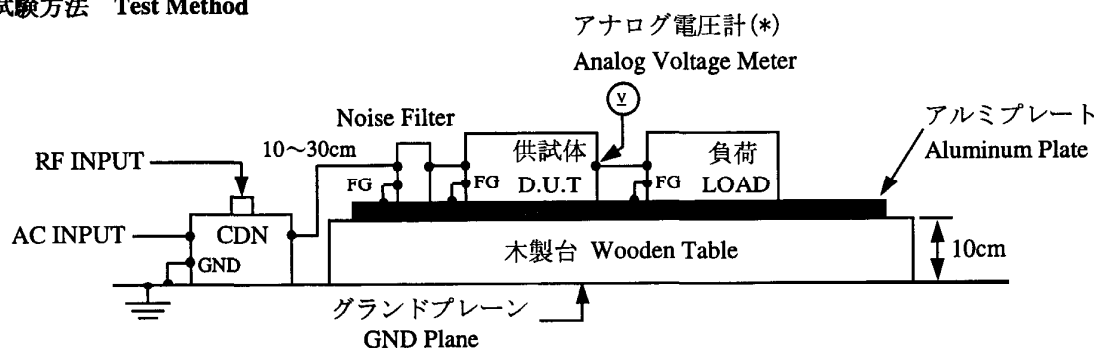 試験方法 Test Method
アナログ電圧計(*)
Analog Voltage Meter
V
Noise Filter
アルミプレート
Aluminum Plate
RF INPUT
10~30cm
供試体
D.U.T
負荷
LOAD
FG
FG
FG
AC INPUT
CDN
GND
木製台 Wooden Table
10cm
グランドプレーン
GND Plane